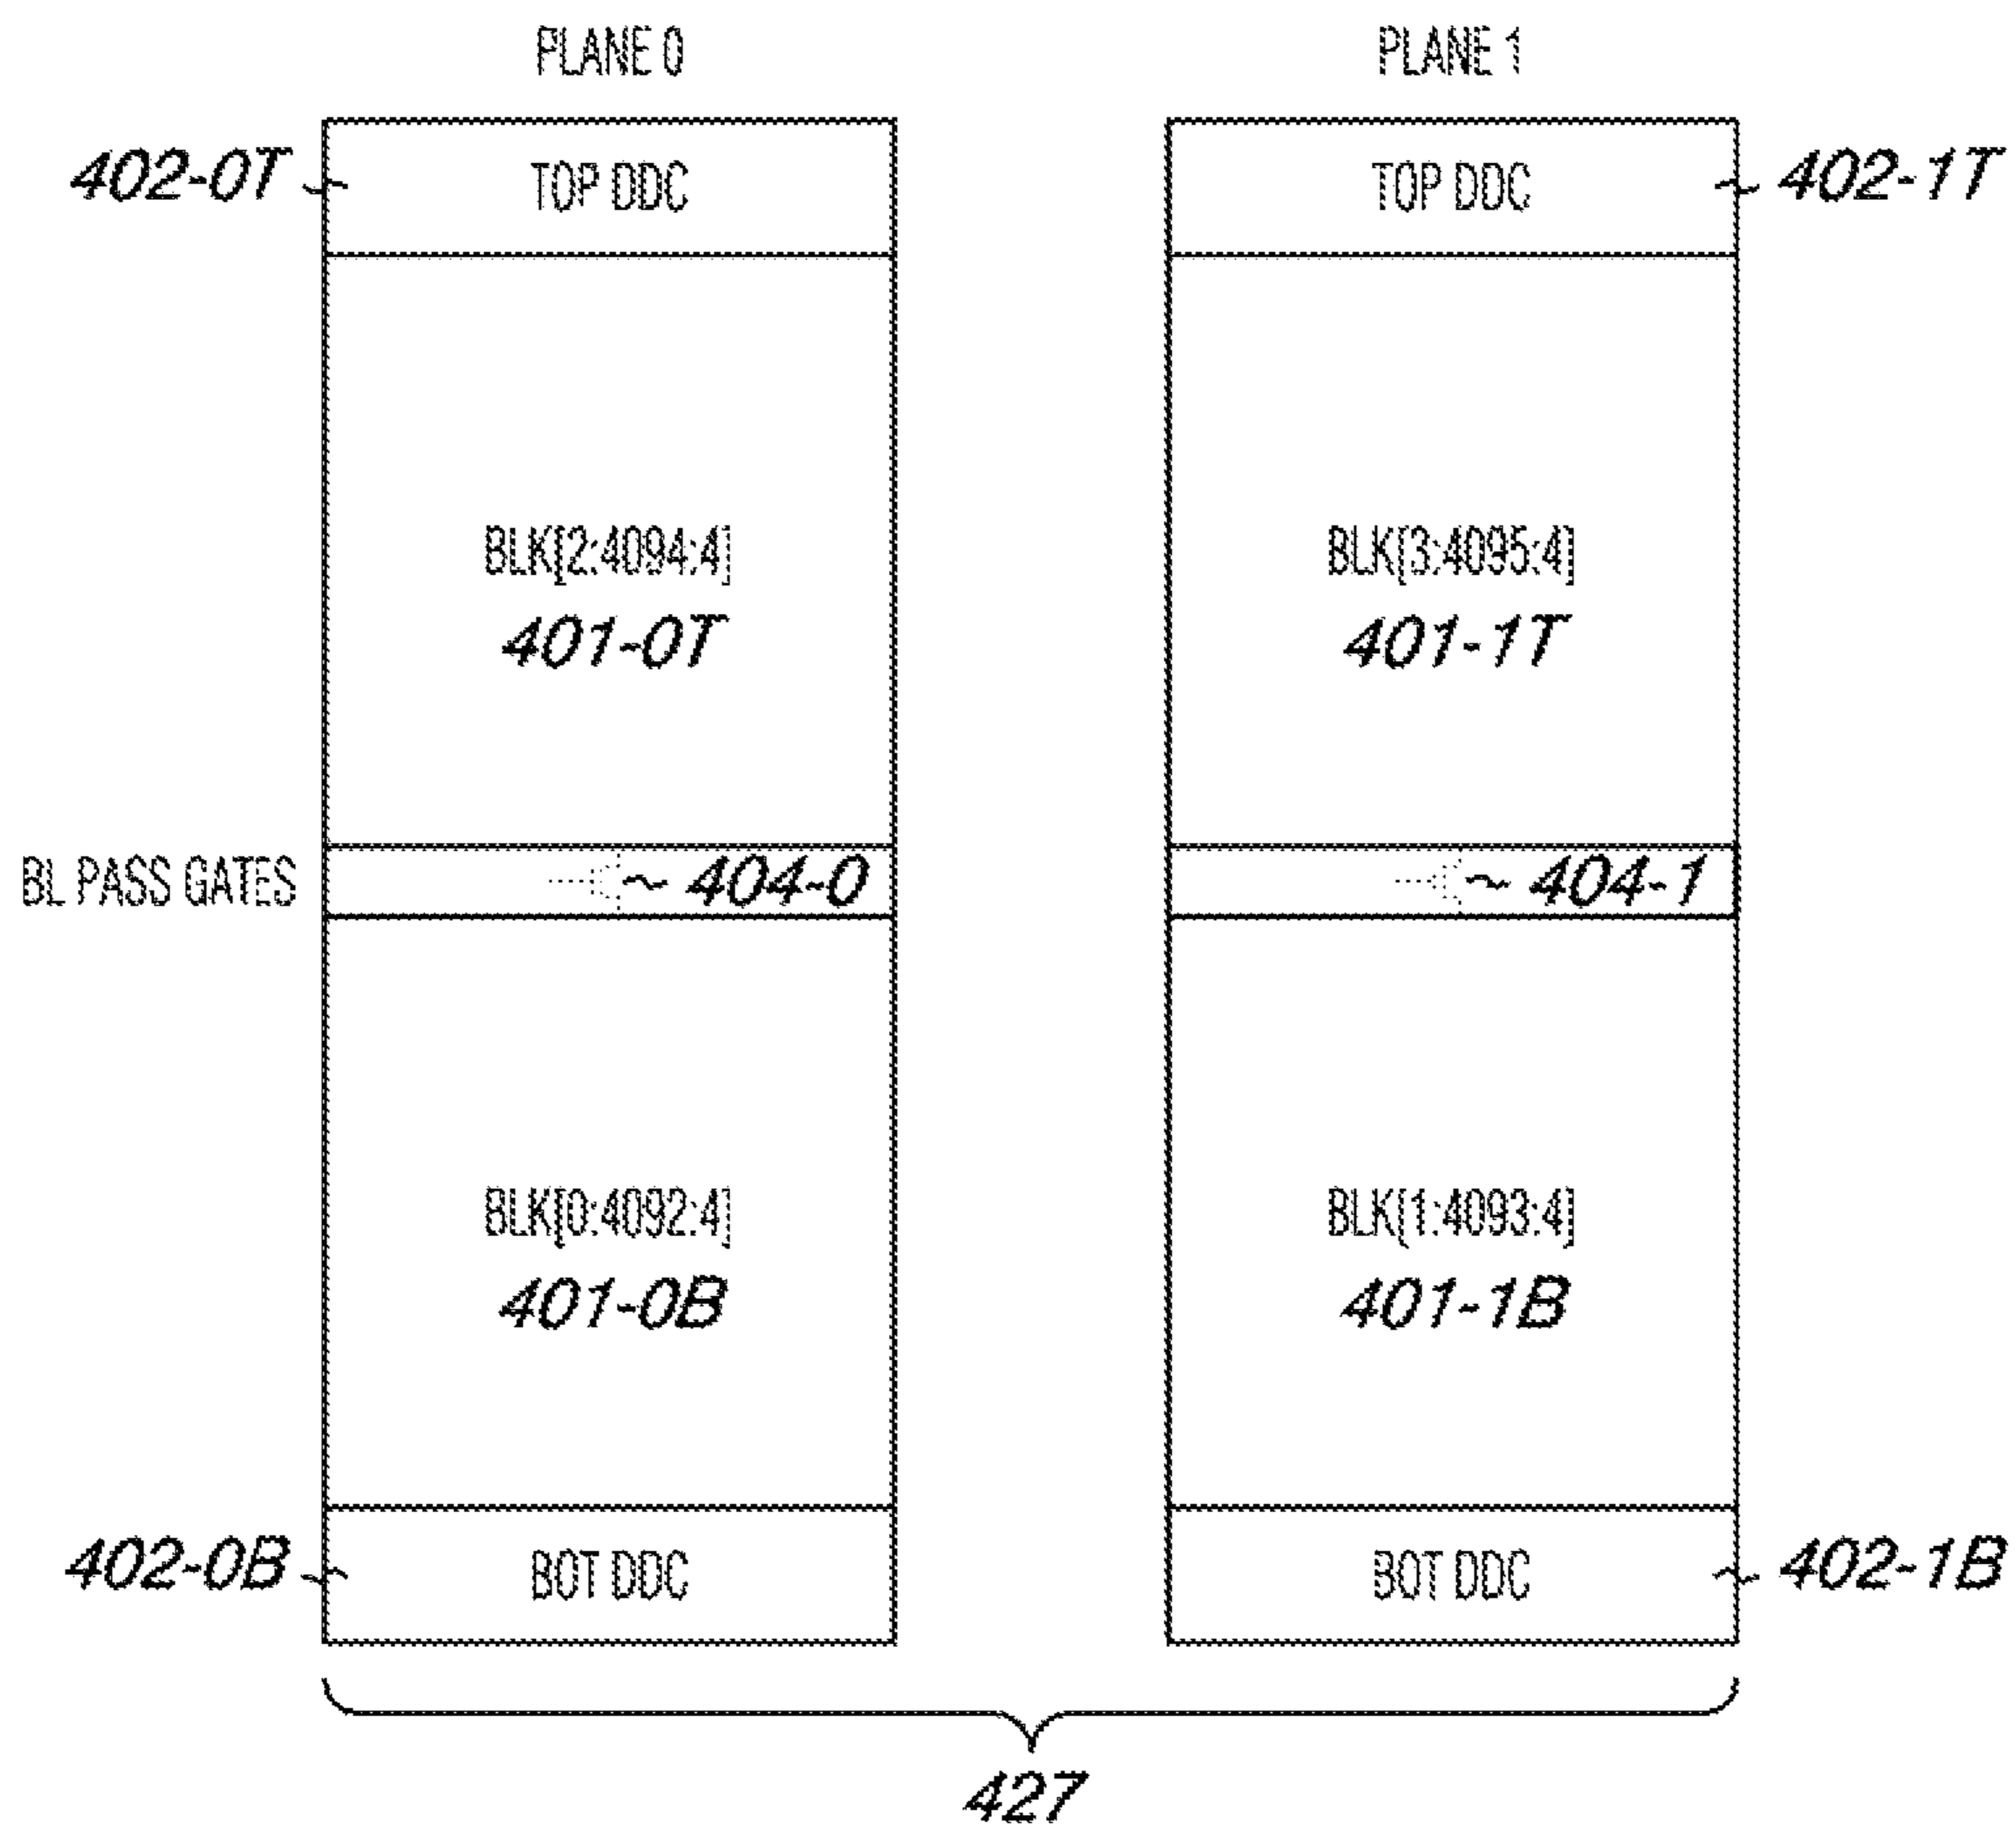 PLANE 0 PLANE 1
402-0T TOP DDC TOP DDC 402-1T
BLK[2:4094:4] BLK[3:4095:4]
401-0T 401-1T
BL PASS GATES 404-0 404-1
BLK[0:4092:4] BLK[1:4093:4]
401-0B 401-1B
402-0B BOT DDC BOT DDC 402-1B
427